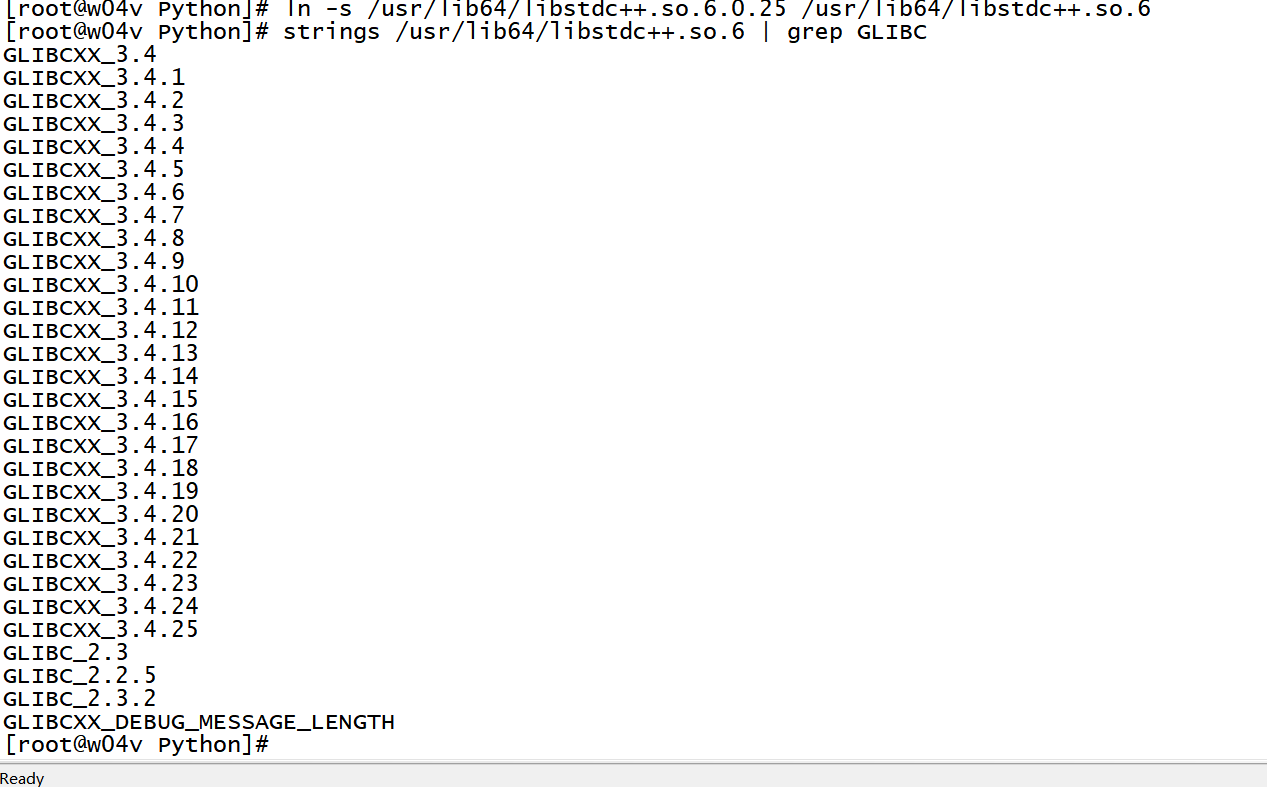 [root@w04v Python]# ln -s /usr/lib64/libstdc++.so.6.0.25 /usr/lib64/libstdc++.so.6
[root@w04v Python]# strings /usr/lib64/libstdc++.so.6 | grep GLIBC
GLIBCXX_3.4
GLIBCXX_3.4.1
GLIBCXX_3.4.2
GLIBCXX_3.4.3
GLIBCXX_3.4.4
GLIBCXX_3.4.5
GLIBCXX_3.4.6
GLIBCXX_3.4.7
GLIBCXX_3.4.8
GLIBCXX_3.4.9
GLIBCXX_3.4.10
GLIBCXX_3.4.11
GLIBCXX_3.4.12
GLIBCXX_3.4.13
GLIBCXX_3.4.14
GLIBCXX_3.4.15
GLIBCXX_3.4.16
GLIBCXX_3.4.17
GLIBCXX_3.4.18
GLIBCXX_3.4.19
GLIBCXX_3.4.20
GLIBCXX_3.4.21
GLIBCXX_3.4.22
GLIBCXX_3.4.23
GLIBCXX_3.4.24
GLIBCXX_3.4.25
GLIBC_2.3
GLIBC_2.2.5
GLIBC_2.3.2
GLIBCXX_DEBUG_MESSAGE_LENGTH
[root@w04v Python]#
Ready